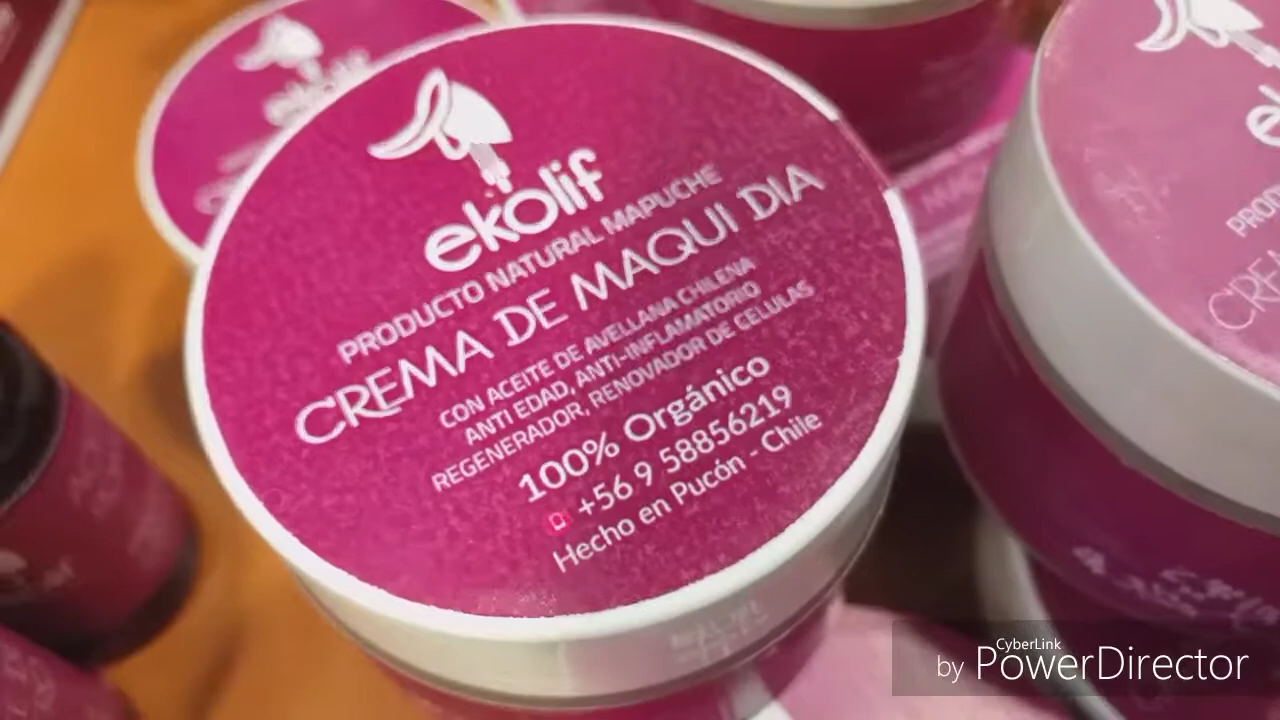 ekolif
PRODUCTO NATURAL MAPUCHE
CREMA DE MAQUI DIA
CON ACEITE DE AVELLANA CHILENA
ANTI EDAD, ANTI-INFLAMATORIO
REGENERADOR, RENOVADOR DE CELULAS
100% Orgánico
+56 9 58856219
Hecho en Pucón - Chile
CyberLink
by PowerDirector